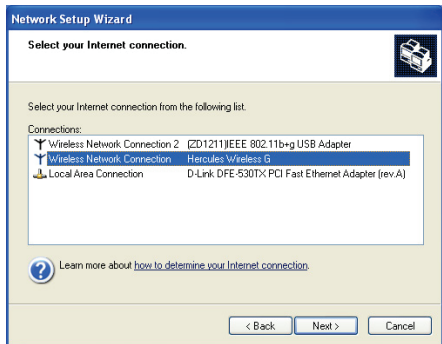 Network Setup Wizard
Select your Internet connection.
Select your Internet connection from the following list.
Connections:
Wireless Network Connection 2 (ZD1211)IEEE 802.11b+g USB Adapter
Wireless Network Connection Hercules Wireless G
Local Area Connection D-Link DFE-530TX PCI Fast Ethernet Adapter (rev.A)
? Learn more about how to determine your Internet connection.
< Back Next > Cancel